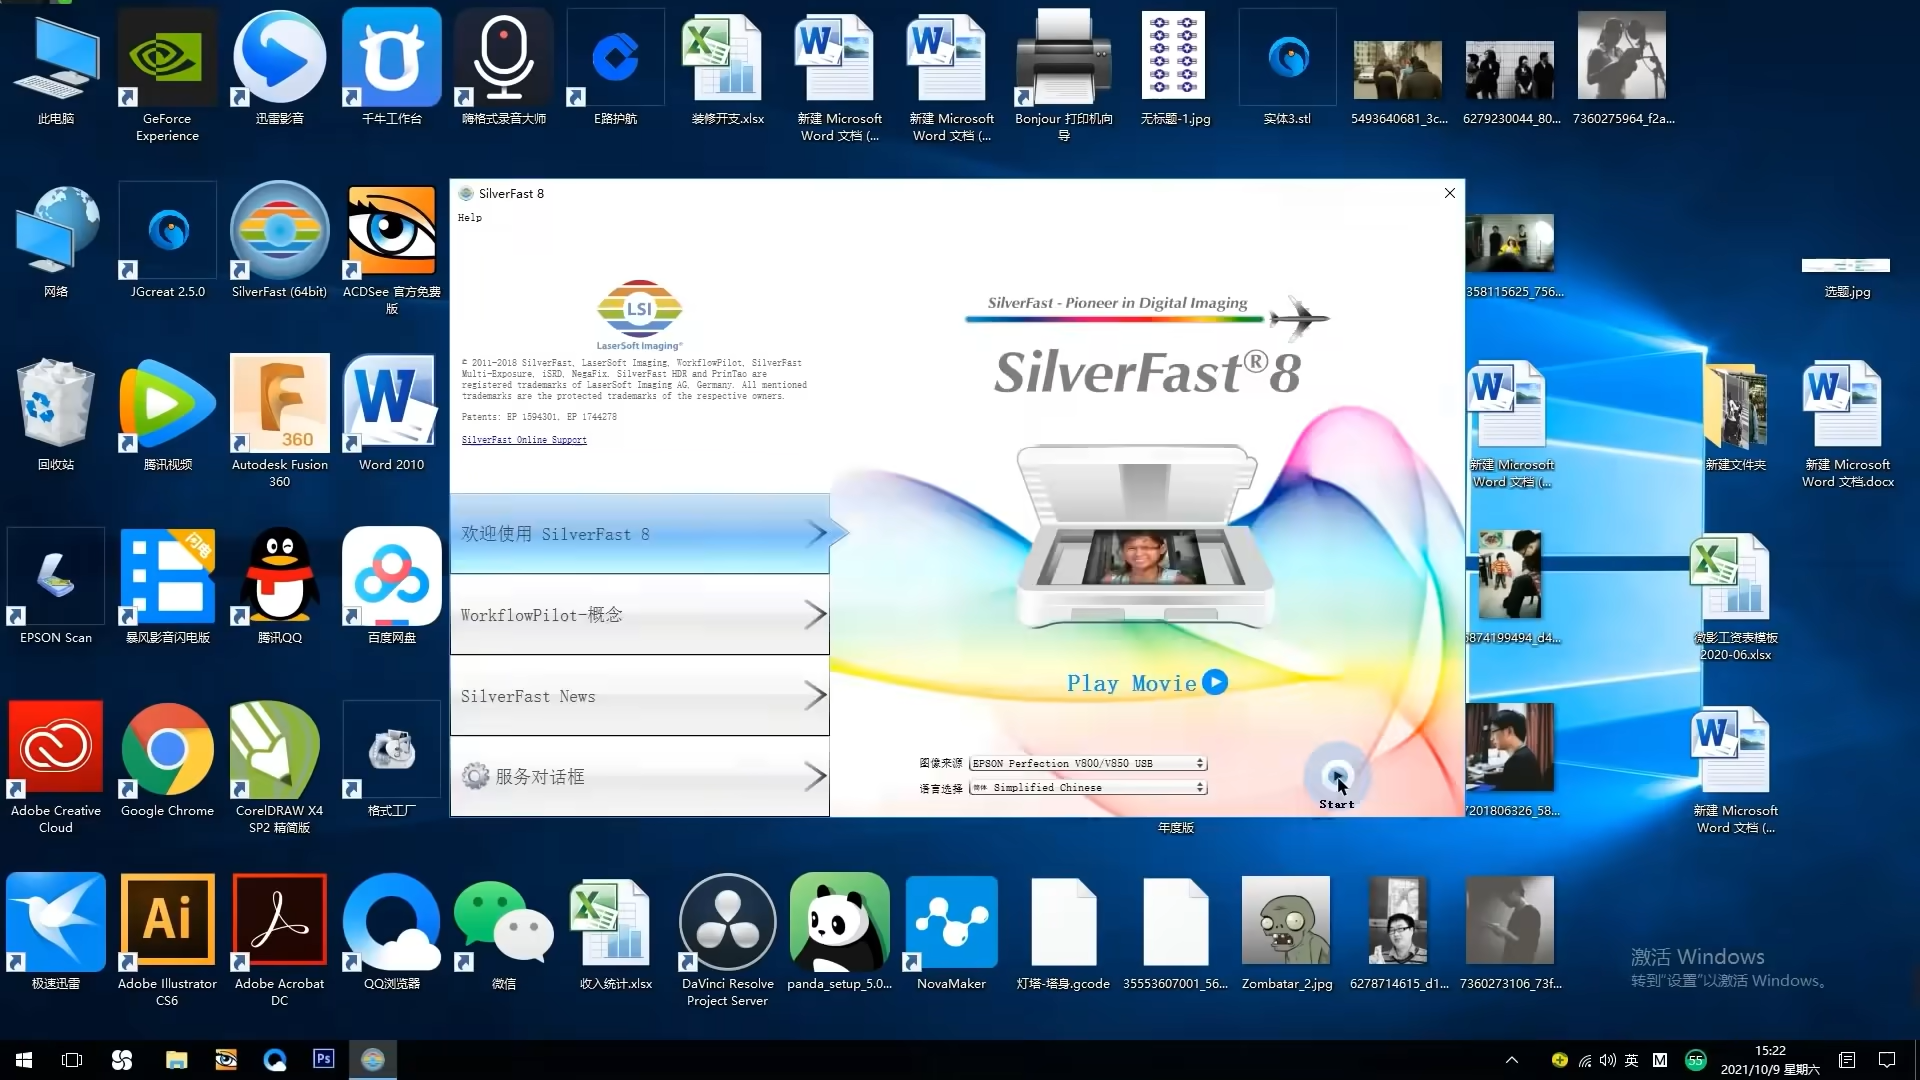 此电脑
GeForce
Experience
迅雷影音
千牛工作台
嗨格式录音大师
E路护航
装修开支.xlsx
新建 Microsoft
Word 文档 (...
新建 Microsoft
Word 文档 (...
Bonjour 打印机向
导
无标题-1.jpg
实体3.stl
5493640681_3c...
6279230044_80...
7360275964_f2a...
网络
JGcreat 2.5.0
SilverFast (64bit)
ACDSee 官方免费
版
SilverFast 8
Help
LSI
LaserSoft Imaging®
© 2011-2018 SilverFast, LaserSoft Imaging, WorkflowPilot, SilverFast
Multi-Exposure, iSRD, NegaFix, SilverFast HDR and PrinTao are
registered trademarks of LaserSoft Imaging AG, Germany. All mentioned
trademarks are the protected trademarks of the respective owners.
Patents: EP 1594301, EP 1744278
SilverFast Online Support
SilverFast - Pioneer in Digital Imaging
SilverFast®8
欢迎使用 SilverFast 8
WorkflowPilot-概念
SilverFast News
服务对话框
Play Movie
图像来源
EPSON Perfection V800/V850 USB
语言选择
Simplified Chinese
Start
年度版
358115625_756...
选题.jpg
回收站
腾讯视频
360
Autodesk Fusion
360
Word 2010
新建 Microsoft
Word 文档 (...
新建文件夹
新建 Microsoft
Word 文档.docx
EPSON Scan
闪电
暴风影音闪电版
腾讯QQ
百度网盘
5874199494_d4...
微影工资表模板
2020-06.xlsx
Adobe Creative
Cloud
Google Chrome
CorelDRAW X4
SP2 精简版
格式工厂
7201806326_58...
新建 Microsoft
Word 文档 (...
极速迅雷
Ai
Adobe Illustrator
CS6
Adobe Acrobat
DC
QQ浏览器
微信
收入统计.xlsx
DaVinci Resolve
Project Server
panda_setup_5.0...
NovaMaker
灯塔-塔身.gcode
35553607001_56...
Zombatar_2.jpg
6278714615_d1...
7360273106_73f...
激活 Windows
转到"设置"以激活 Windows。
Ps
英
M
55
15:22
2021/10/9 星期六